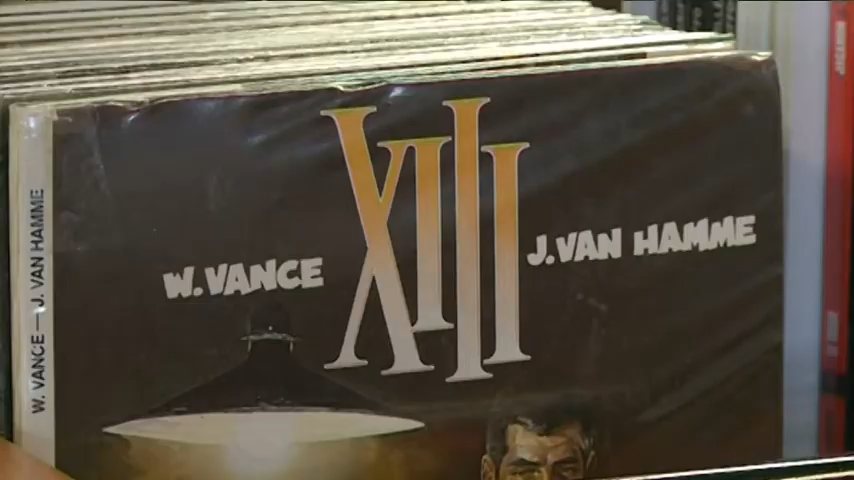 XIII
W. VANCE
J. VAN HAMME
W. VANCE — J. VAN HAMME